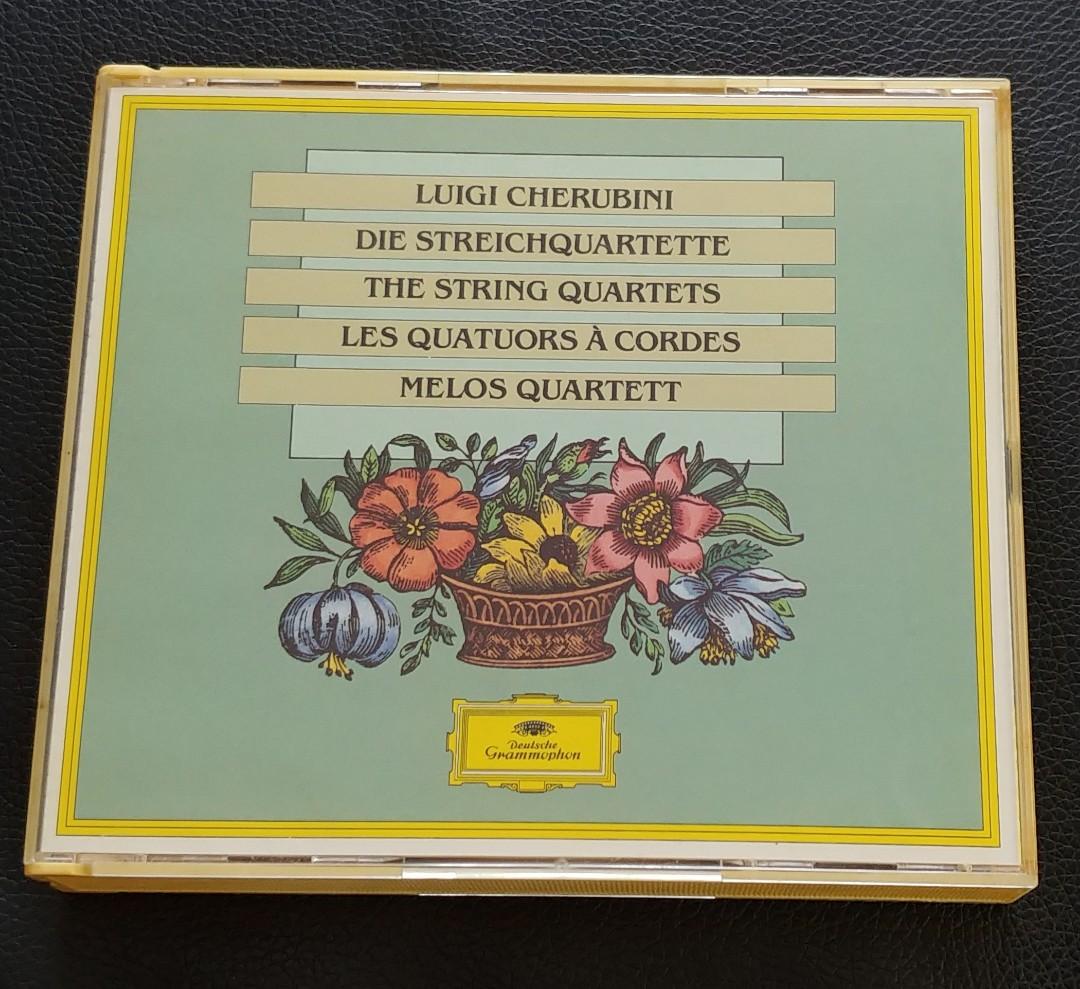 LUIGI CHERUBINI
DIE STREICHQUARTETTE
THE STRING QUARTETS
LES QUATUORS À CORDES
MELOS QUARTETT
Deutsche
Grammophon